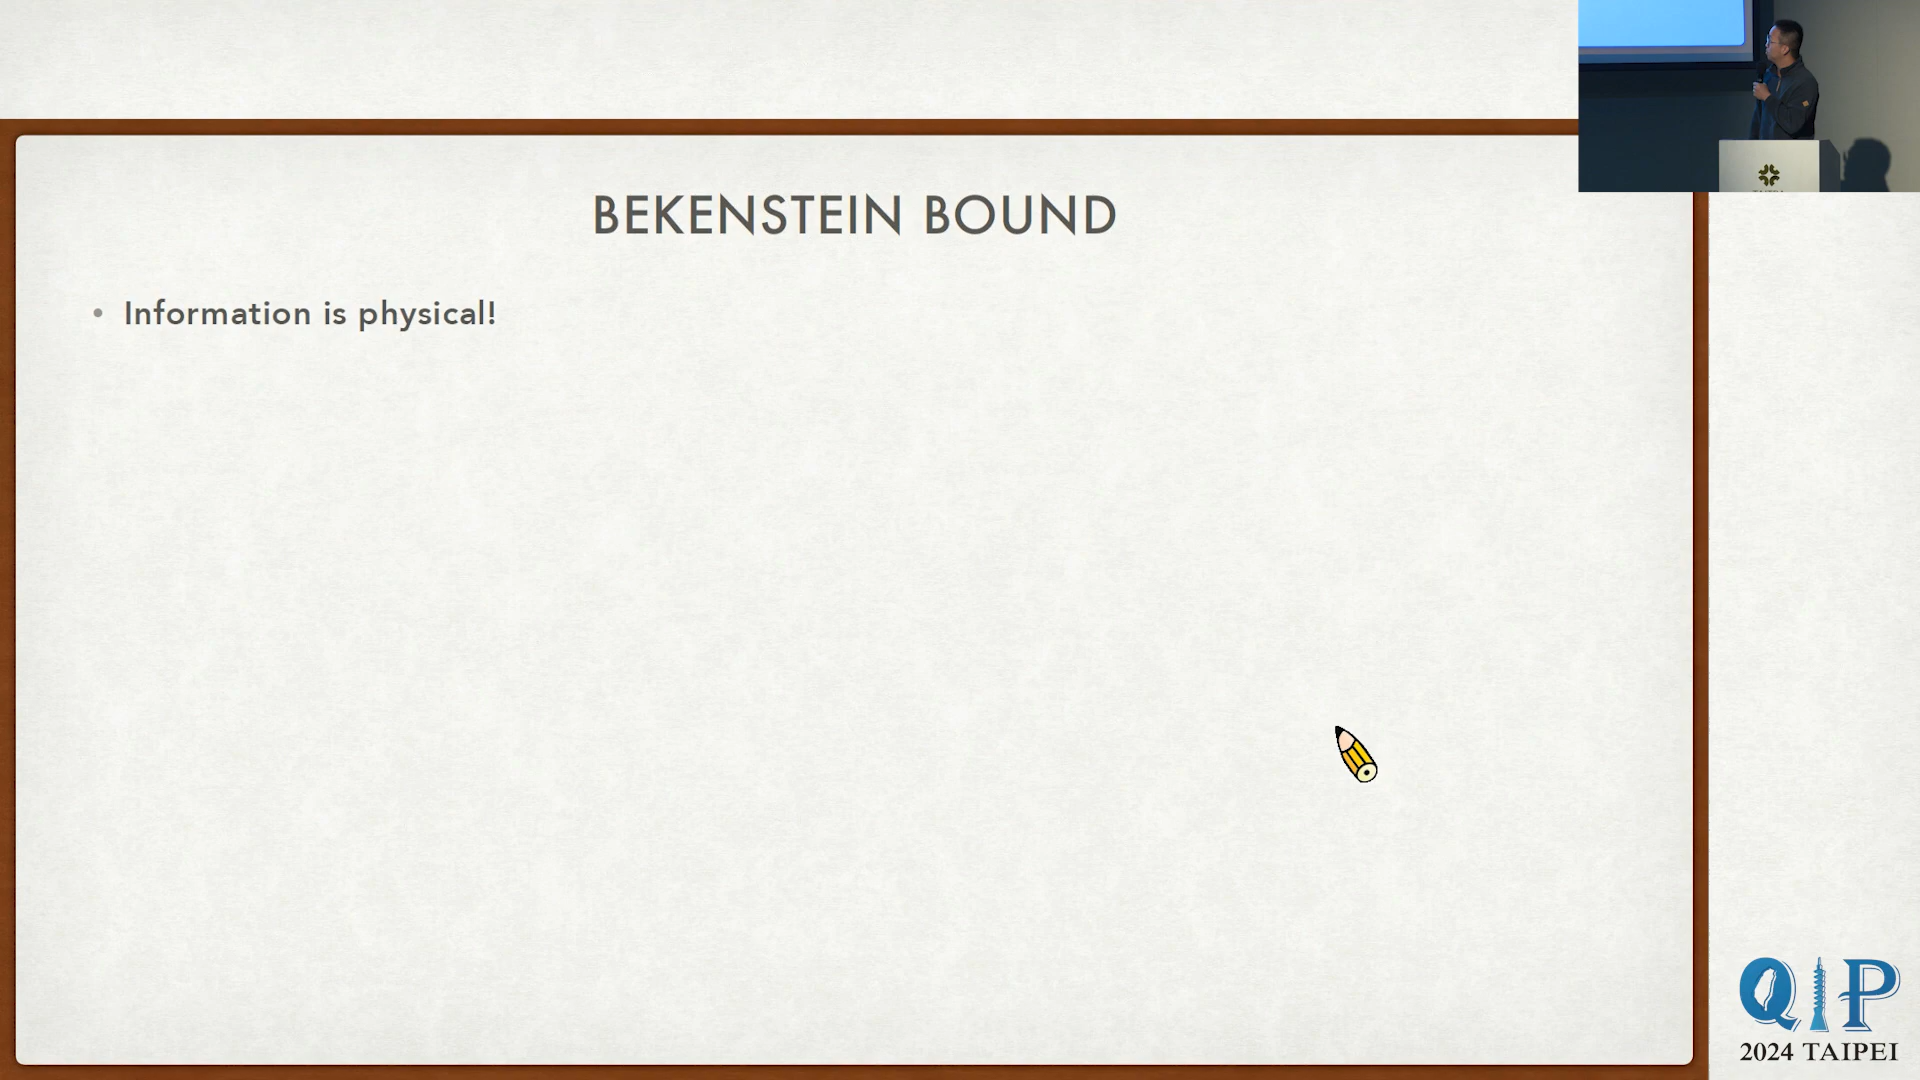 BEKENSTEIN BOUND
• Information is physical!
QIP
2024 TAIPEI